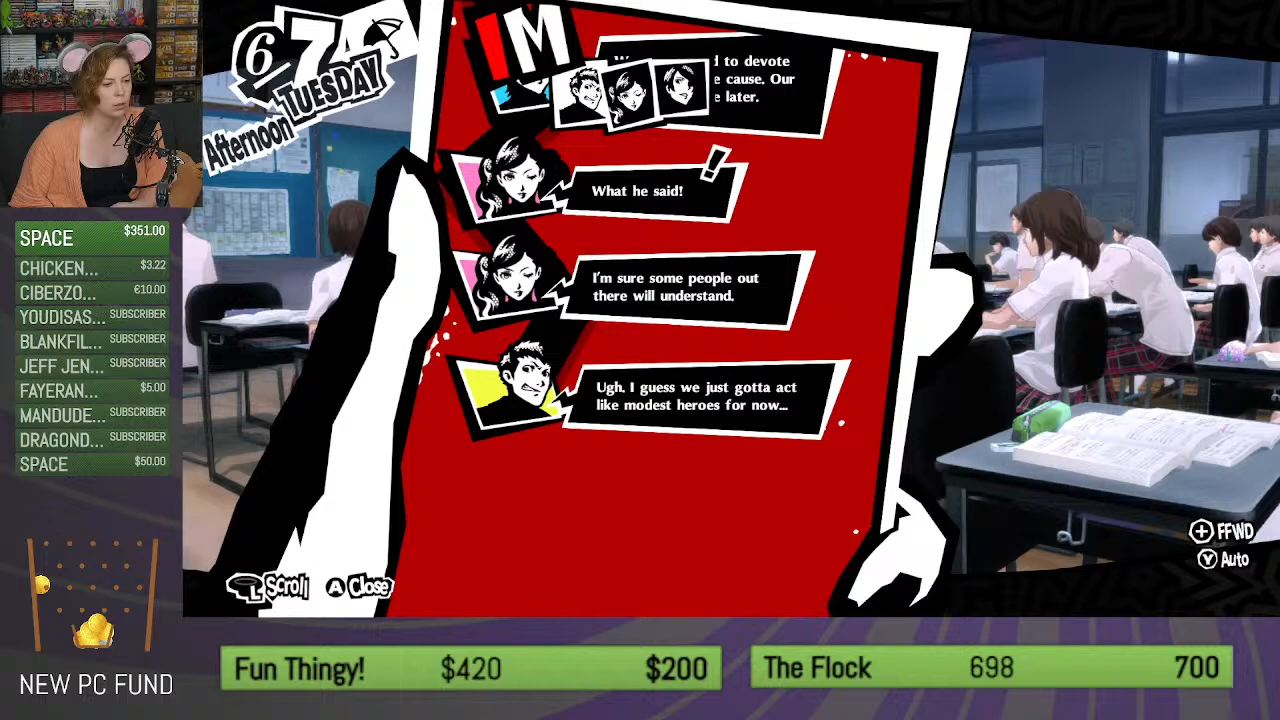 6/7
TUESDAY
Afternoon
IM
d to devote
e cause. Our
e later.
What he said!
I'm sure some people out
there will understand.
Ugh. I guess we just gotta act
like modest heroes for now...
L Scroll A Close
+ FFWD
Y Auto
SPACE $351.00
CHICKEN... $3.22
CIBERZO... €10.00
YOUDISAS... SUBSCRIBER
BLANKFIL... SUBSCRIBER
JEFF JEN... SUBSCRIBER
FAYERAN... $5.00
MANDUDE... SUBSCRIBER
DRAGOND... SUBSCRIBER
SPACE $50.00
NEW PC FUND
Fun Thingy! $420 $200
The Flock 698 700